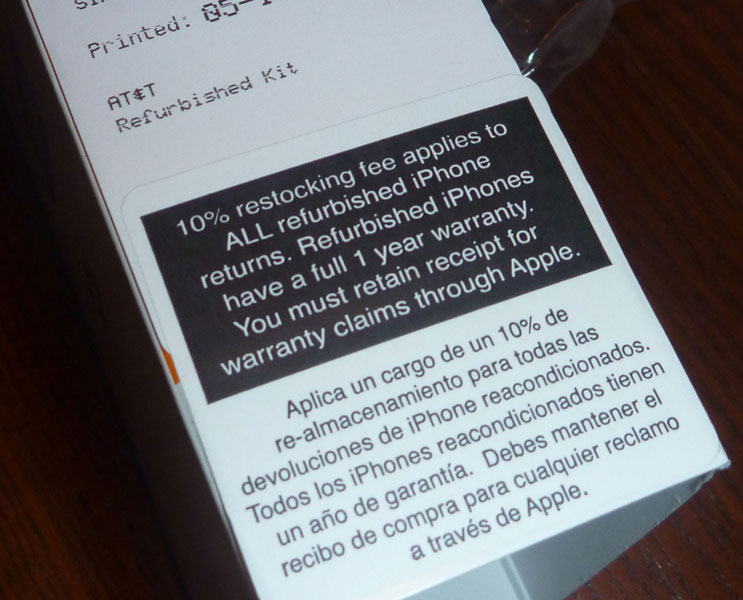 Printed: 05-1
AT&T
Refurbished Kit
10% restocking fee applies to
ALL refurbished iPhone
returns. Refurbished iPhones
have a full 1 year warranty.
You must retain receipt for
warranty claims through Apple.
Aplica un cargo de un 10% de
re-almacenamiento para todas las
devoluciones de iPhone reacondicionados.
Todos los iPhones reacondicionados tienen
un año de garantía. Debes mantener el
recibo de compra para cualquier reclamo
a través de Apple.